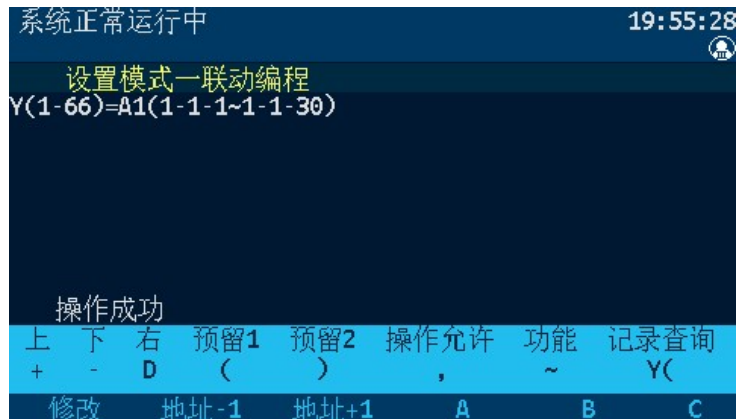 系统正常运行中 19:55:28
设置模式一联动编程
Y(1-66)=A1(1-1-1~1-1-30)
操作成功
上 下 右 预留1 预留2 操作允许 功能 记录查询
+ - D ( ) , ~ Y(
修改 地址-1 地址+1 A B C